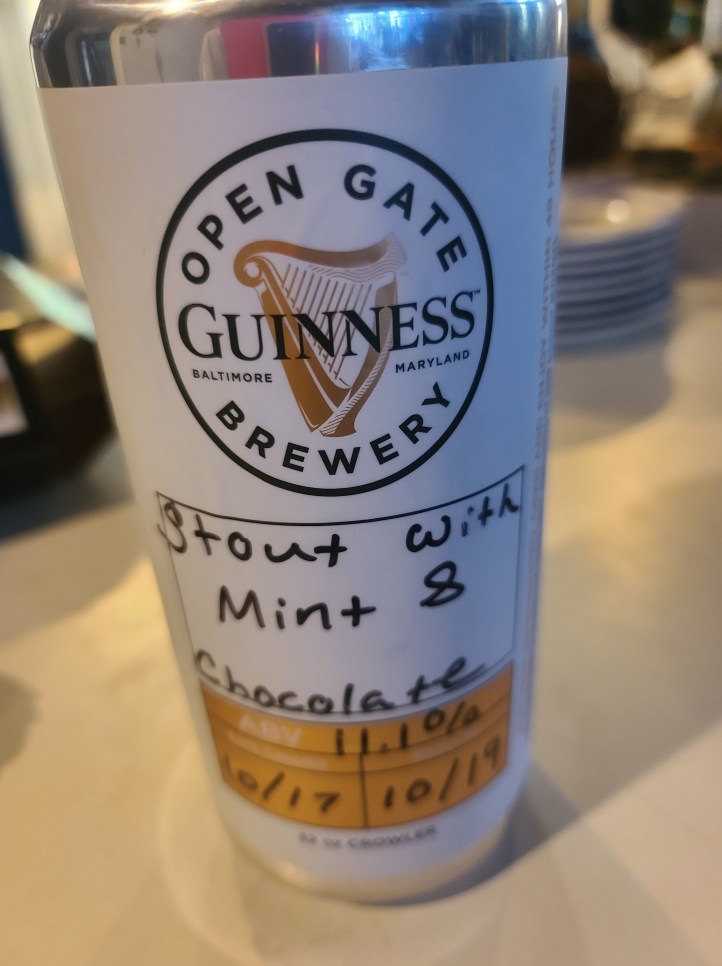 OPEN GATE
GUINNESS™
BALTIMORE MARYLAND
BREWERY
Stout with
Mint &
Chocolate
ABV 11.1%
10/17 10/19
32 oz CROWLER